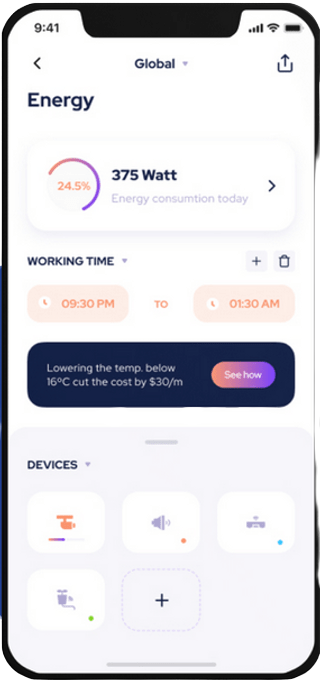 9:41
Global
Energy
24.5%
375 Watt
Energy consumtion today
WORKING TIME
+
09:30 PM
TO
01:30 AM
Lowering the temp. below
16ºC cut the cost by $30/m
See how
DEVICES
+